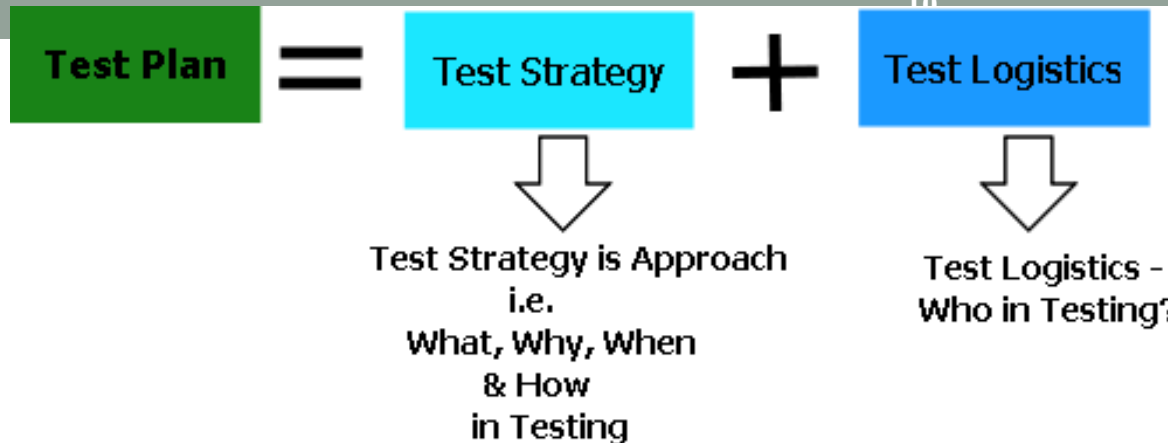 Test Plan = Test Strategy + Test Logistics
Test Strategy is Approach
i.e.
What, Why, When
& How
in Testing
Test Logistics -
Who in Testing?